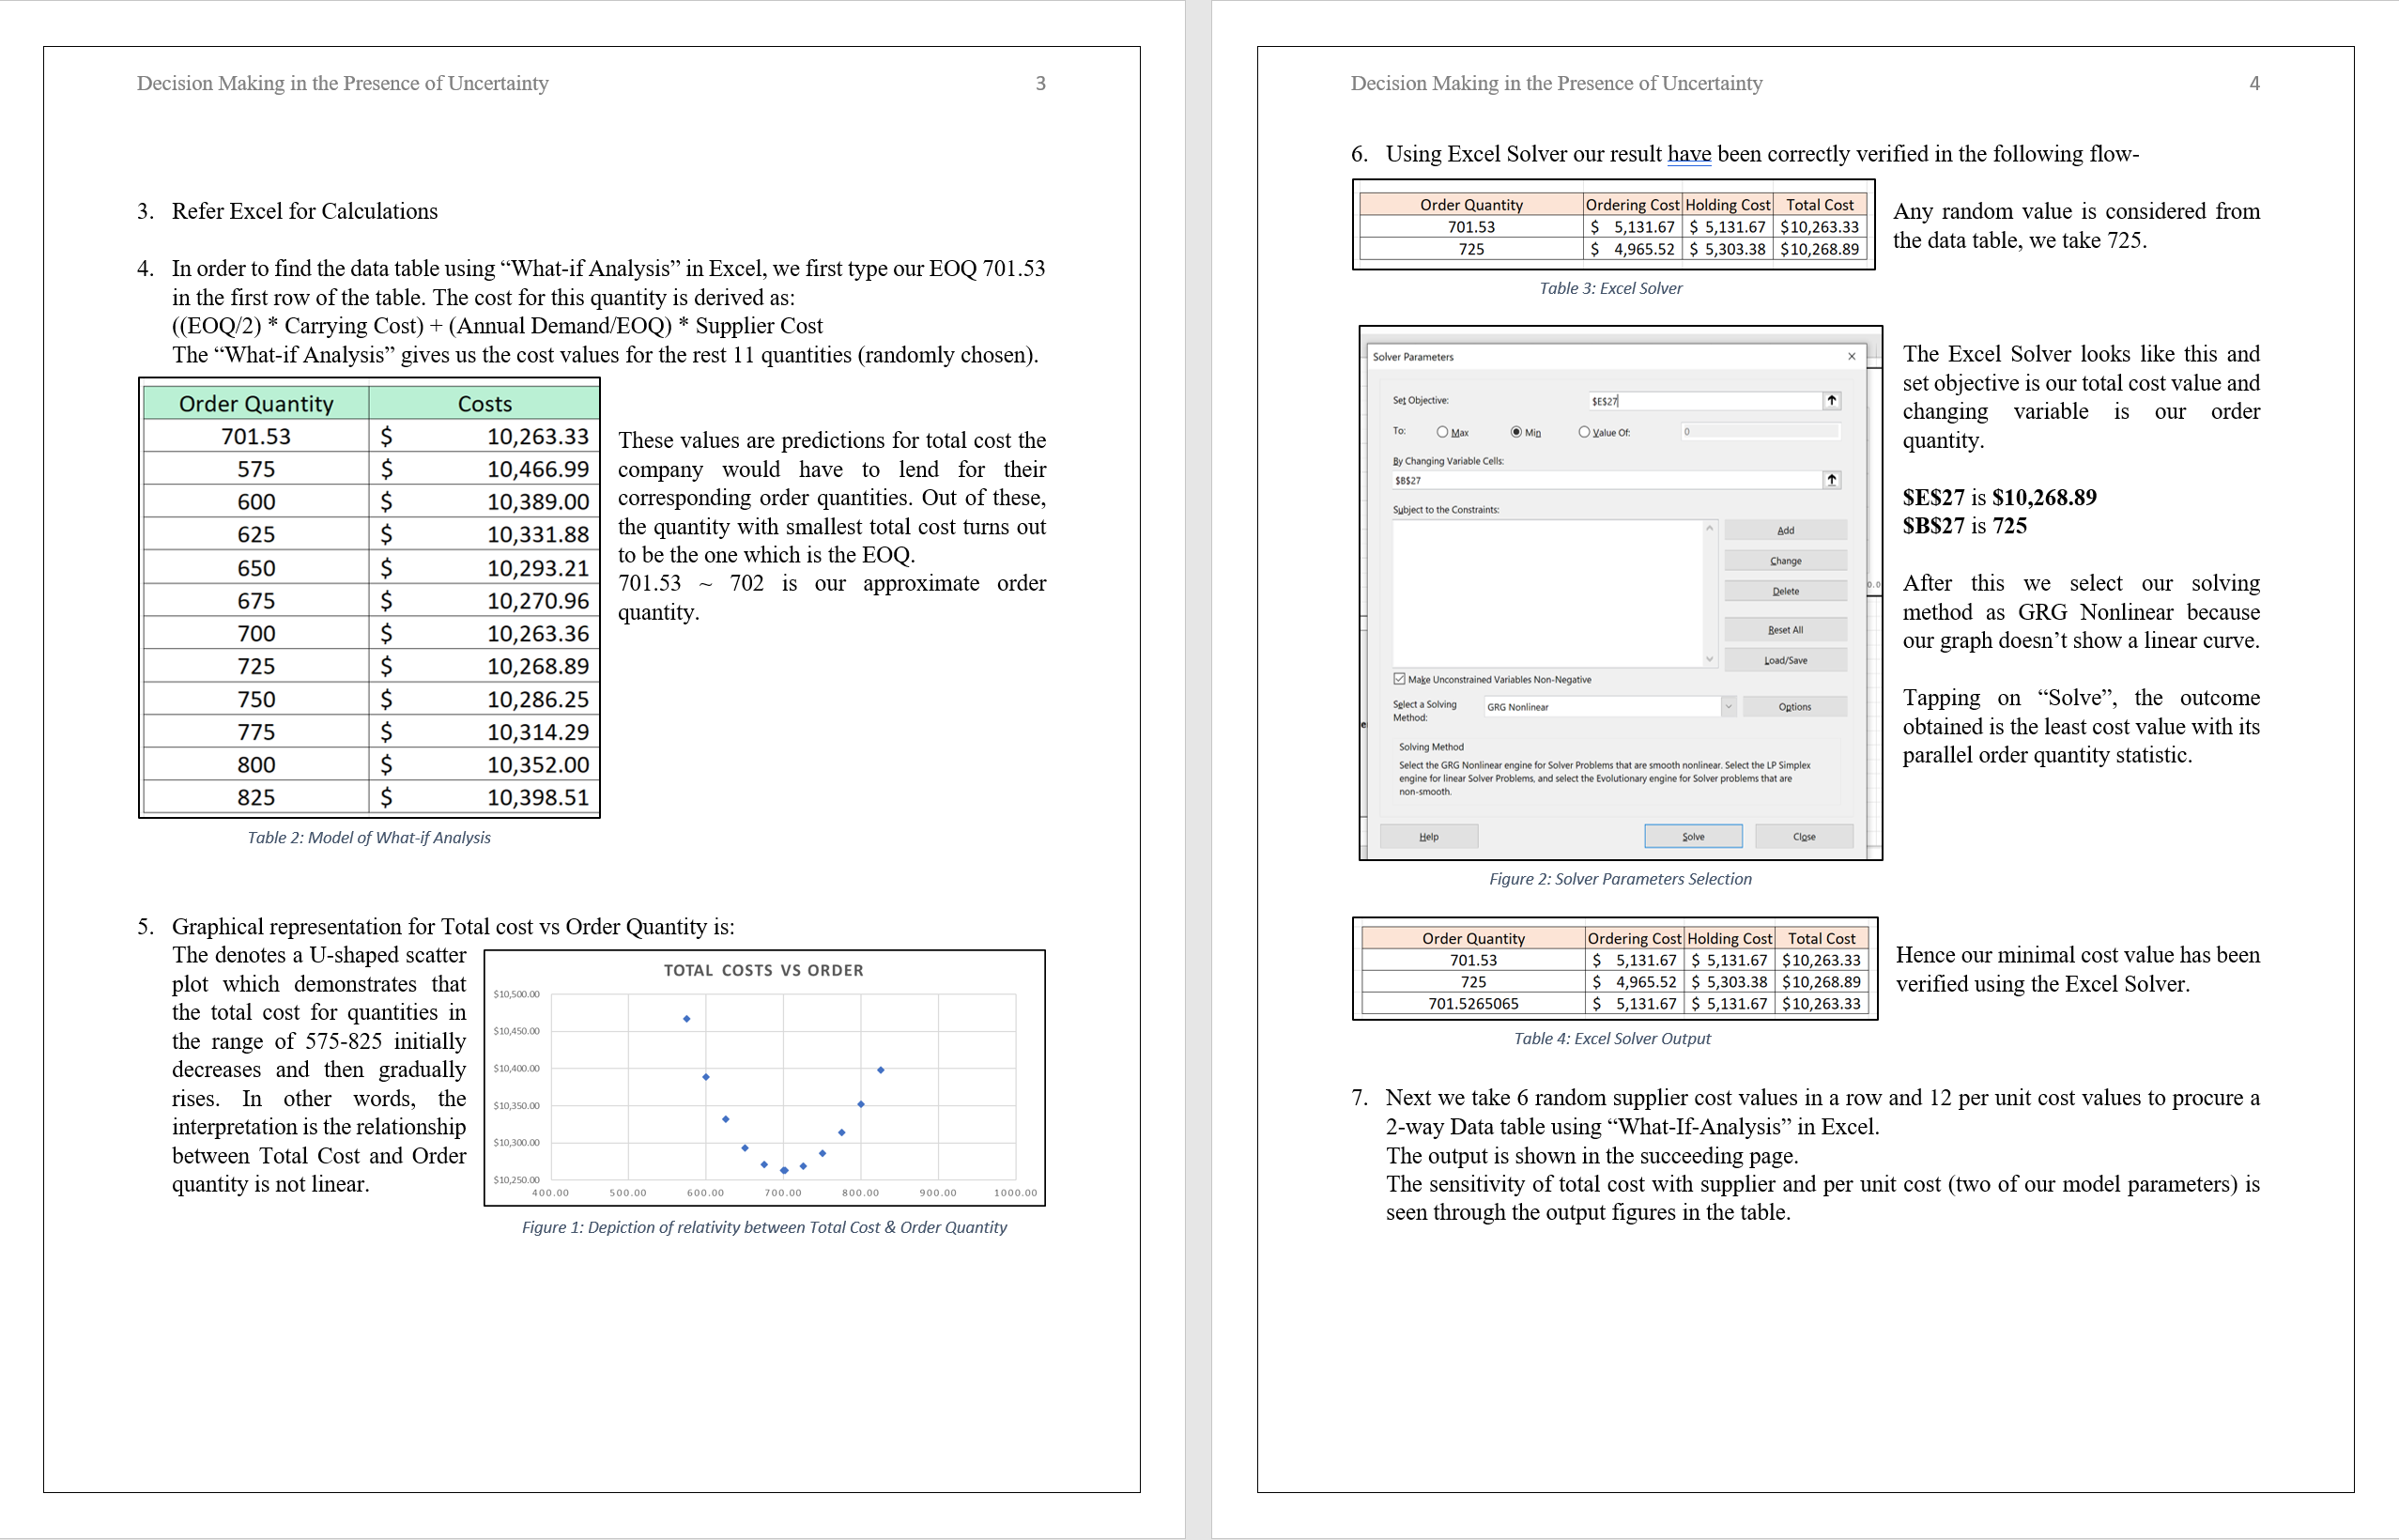 Decision Making in the Presence of Uncertainty 3
3. Refer Excel for Calculations
4. In order to find the data table using “What-if Analysis” in Excel, we first type our EOQ 701.53
in the first row of the table. The cost for this quantity is derived as:
((EOQ/2) * Carrying Cost) + (Annual Demand/EOQ) * Supplier Cost
The “What-if Analysis” gives us the cost values for the rest 11 quantities (randomly chosen).
Order Quantity Costs
701.53 $ 10,263.33
575 $ 10,466.99
600 $ 10,389.00
625 $ 10,331.88
650 $ 10,293.21
675 $ 10,270.96
700 $ 10,263.36
725 $ 10,268.89
750 $ 10,286.25
775 $ 10,314.29
800 $ 10,352.00
825 $ 10,398.51
Table 2: Model of What-if Analysis
These values are predictions for total cost the
company would have to lend for their
corresponding order quantities. Out of these,
the quantity with smallest total cost turns out
to be the one which is the EOQ.
701.53 ~ 702 is our approximate order
quantity.
5. Graphical representation for Total cost vs Order Quantity is:
The denotes a U-shaped scatter
plot which demonstrates that
the total cost for quantities in
the range of 575-825 initially
decreases and then gradually
rises. In other words, the
interpretation is the relationship
between Total Cost and Order
quantity is not linear.
TOTAL COSTS VS ORDER
$10,500.00
$10,450.00
$10,400.00
$10,350.00
$10,300.00
$10,250.00
400.00 500.00 600.00 700.00 800.00 900.00 1000.00
Figure 1: Depiction of relativity between Total Cost & Order Quantity
Decision Making in the Presence of Uncertainty 4
6. Using Excel Solver our result have been correctly verified in the following flow-
Order Quantity Ordering Cost Holding Cost Total Cost
701.53 $ 5,131.67 $ 5,131.67 $10,263.33
725 $ 4,965.52 $ 5,303.38 $10,268.89
Table 3: Excel Solver
Any random value is considered from
the data table, we take 725.
Solver Parameters ×
Set Objective: $E$27
To: Max Min Value Of: 0
By Changing Variable Cells:
$B$27
Subject to the Constraints:
Add
Change
Delete
Reset All
Load/Save
Make Unconstrained Variables Non-Negative
Select a Solving
Method:
GRG Nonlinear
Options
Solving Method
Select the GRG Nonlinear engine for Solver Problems that are smooth nonlinear. Select the LP Simplex
engine for linear Solver Problems, and select the Evolutionary engine for Solver problems that are
non-smooth.
Help Solve Close
Figure 2: Solver Parameters Selection
The Excel Solver looks like this and
set objective is our total cost value and
changing variable is our order
quantity.
$E$27 is $10,268.89
$B$27 is 725
After this we select our solving
method as GRG Nonlinear because
our graph doesn’t show a linear curve.
Tapping on “Solve”, the outcome
obtained is the least cost value with its
parallel order quantity statistic.
Order Quantity Ordering Cost Holding Cost Total Cost
701.53 $ 5,131.67 $ 5,131.67 $10,263.33
725 $ 4,965.52 $ 5,303.38 $10,268.89
701.5265065 $ 5,131.67 $ 5,131.67 $10,263.33
Table 4: Excel Solver Output
Hence our minimal cost value has been
verified using the Excel Solver.
7. Next we take 6 random supplier cost values in a row and 12 per unit cost values to procure a
2-way Data table using “What-If-Analysis” in Excel.
The output is shown in the succeeding page.
The sensitivity of total cost with supplier and per unit cost (two of our model parameters) is
seen through the output figures in the table.